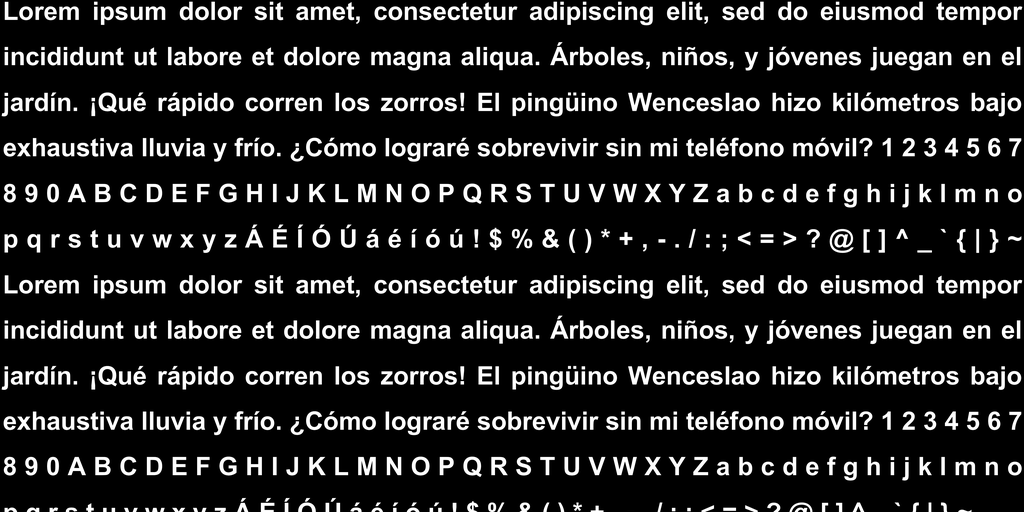 Lorem ipsum dolor sit amet, consectetur adipiscing elit, sed do eiusmod tempor
incididunt ut labore et dolore magna aliqua. Árboles, niños, y jóvenes juegan en el
jardín. ¡Qué rápido corren los zorros! El pingüino Wenceslao hizo kilómetros bajo
exhaustiva lluvia y frío. ¿Cómo lograré sobrevivir sin mi teléfono móvil? 1 2 3 4 5 6 7
8 9 0 A B C D E F G H I J K L M N O P Q R S T U V W X Y Z a b c d e f g h i j k l m n o
p q r s t u v w x y z Á É Í Ó Ú á é í ó ú ! $ % & ( ) * + , - . / : ; < = > ? @ [ ] ^ _ ` { | } ~
Lorem ipsum dolor sit amet, consectetur adipiscing elit, sed do eiusmod tempor
incididunt ut labore et dolore magna aliqua. Árboles, niños, y jóvenes juegan en el
jardín. ¡Qué rápido corren los zorros! El pingüino Wenceslao hizo kilómetros bajo
exhaustiva lluvia y frío. ¿Cómo lograré sobrevivir sin mi teléfono móvil? 1 2 3 4 5 6 7
8 9 0 A B C D E F G H I J K L M N O P Q R S T U V W X Y Z a b c d e f g h i j k l m n o